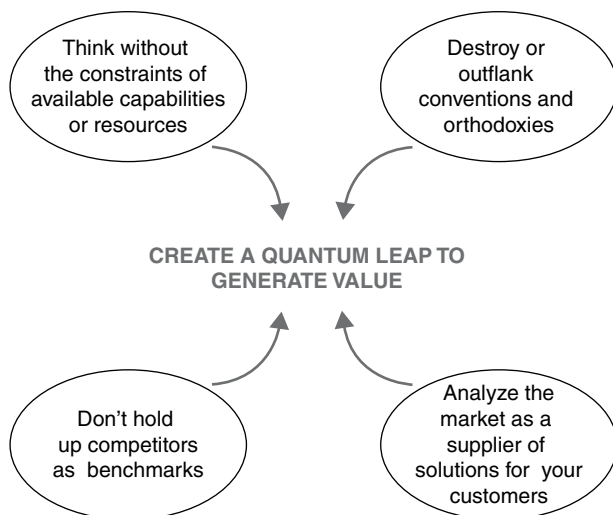 Think without
the constraints of
available capabilities
or resources
Destroy or
outflank
conventions and
orthodoxies
CREATE A QUANTUM LEAP TO
GENERATE VALUE
Don’t hold
up competitors
as benchmarks
Analyze the
market as a
supplier of
solutions for your
customers